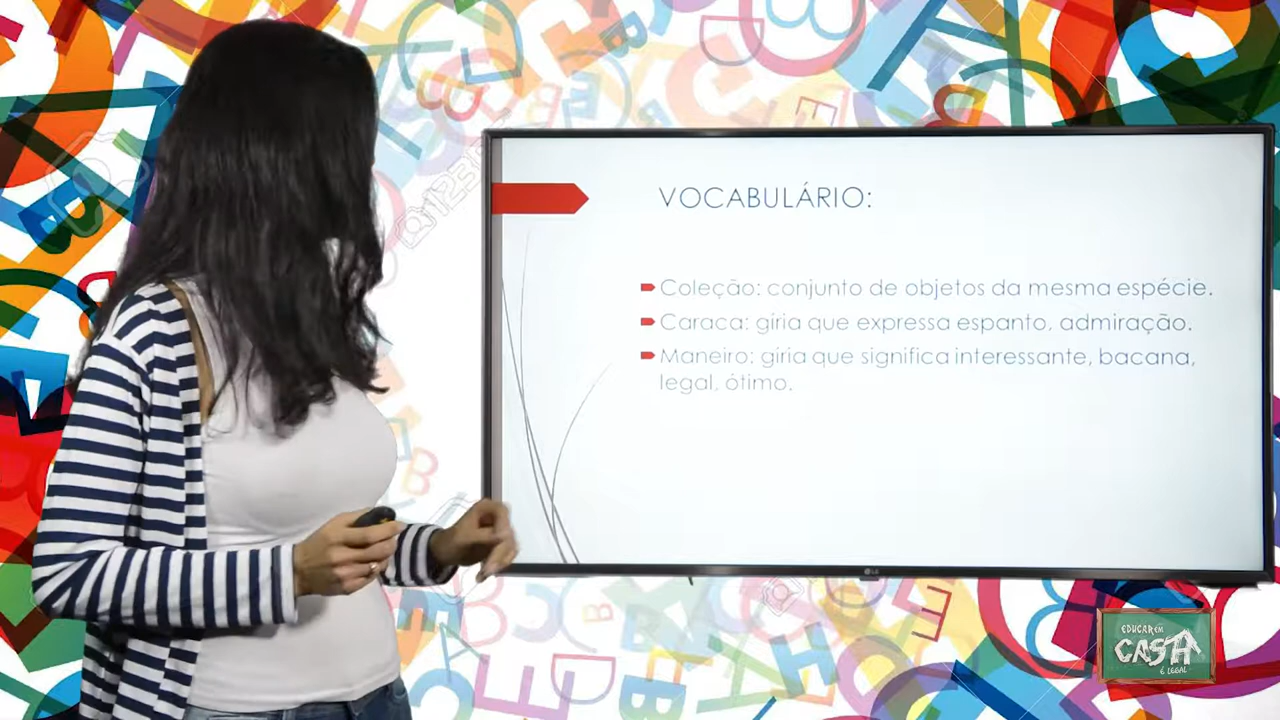 VOCABULÁRIO:
Coleção: conjunto de objetos da mesma espécie.
Caraca: gíria que expressa espanto, admiração.
Maneiro: gíria que significa interessante, bacana,
legal, ótimo.
LG
EDUCAR EM
CASA
É LEGAL